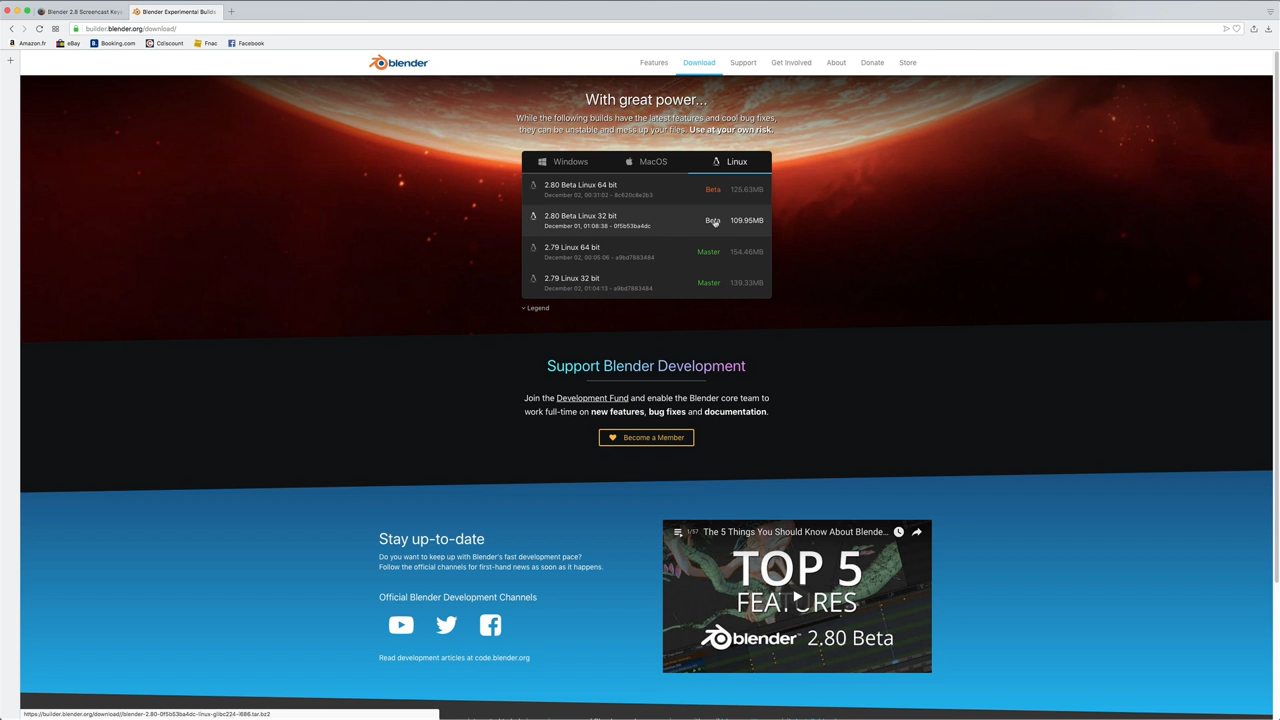 Blender 2.8 Screencast Keys
Blender Experimental Builds
builder.blender.org/download/
Amazon.fr
eBay
Booking.com
Cdiscount
Fnac
Facebook
blender
Features
Download
Support
Get Involved
About
Donate
Store
With great power...
While the following builds have the latest features and cool bug fixes,
they can be unstable and mess up your files. Use at your own risk.
Windows
MacOS
Linux
2.80 Beta Linux 64 bit
December 02, 00:31:02 - 8c620c8e2b3
Beta
125.63MB
2.80 Beta Linux 32 bit
December 01, 01:08:38 - 0f5b53ba4dc
Beta
109.95MB
2.79 Linux 64 bit
December 02, 00:05:06 - a9bd7883484
Master
154.46MB
2.79 Linux 32 bit
December 02, 01:04:13 - a9bd7883484
Master
139.33MB
Legend
Support Blender Development
Join the Development Fund and enable the Blender core team to
work full-time on new features, bug fixes and documentation.
Become a Member
Stay up-to-date
Do you want to keep up with Blender's fast development pace?
Follow the official channels for first-hand news as soon as it happens.
Official Blender Development Channels
Read development articles at code.blender.org
1/57
The 5 Things You Should Know About Blende...
TOP 5
FEATURES
blender 2.80 Beta
https://builder.blender.org/download//blender-2.80-0f5b53ba4dc-linux-glibc224-i686.tar.bz2